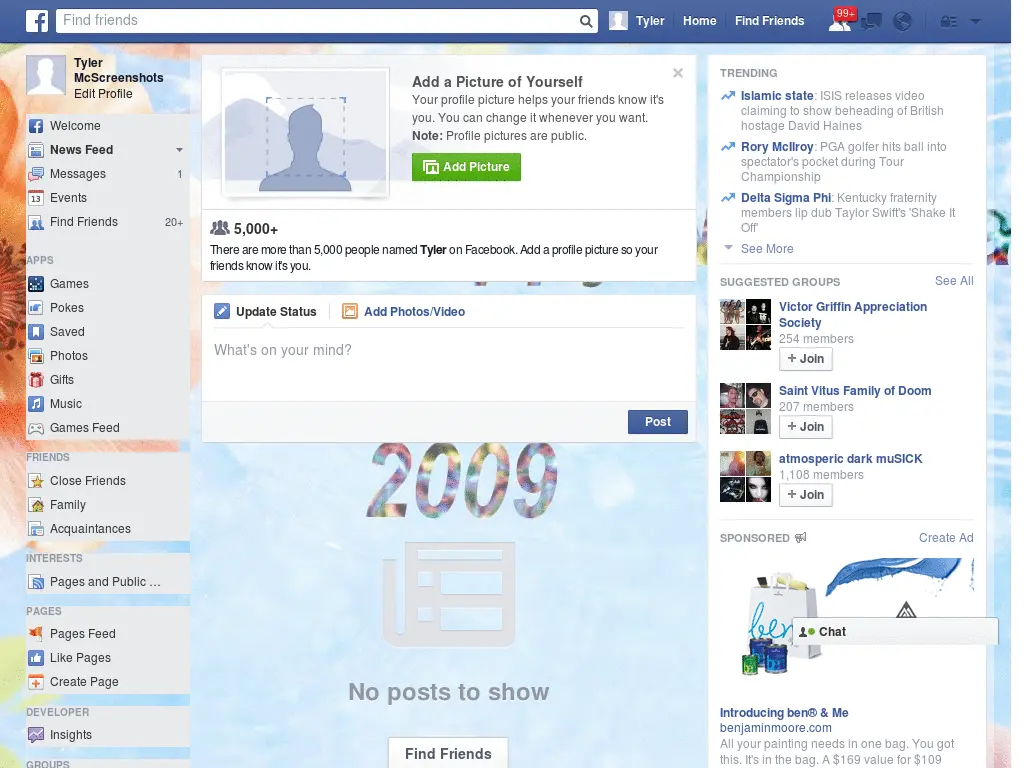 Find friends
Tyler
Home
Find Friends
99+
Tyler
McScreenshots
Edit Profile
Welcome
News Feed
Messages 1
Events
Find Friends 20+
APPS
Games
Pokes
Saved
Photos
Gifts
Music
Games Feed
FRIENDS
Close Friends
Family
Acquaintances
INTERESTS
Pages and Public ...
PAGES
Pages Feed
Like Pages
Create Page
DEVELOPER
Insights
GROUPS
Add a Picture of Yourself
Your profile picture helps your friends know it's
you. You can change it whenever you want.
Note: Profile pictures are public.
Add Picture
5,000+
There are more than 5,000 people named Tyler on Facebook. Add a profile picture so your
friends know it's you.
Update Status
Add Photos/Video
What's on your mind?
Post
2009
No posts to show
Find Friends
TRENDING
Islamic state: ISIS releases video
claiming to show beheading of British
hostage David Haines
Rory McIlroy: PGA golfer hits ball into
spectator's pocket during Tour
Championship
Delta Sigma Phi: Kentucky fraternity
members lip dub Taylor Swift's 'Shake It
Off'
See More
SUGGESTED GROUPS See All
Victor Griffin Appreciation
Society
254 members
+ Join
Saint Vitus Family of Doom
207 members
+ Join
atmosperic dark muSICK
1,108 members
+ Join
SPONSORED Create Ad
ben
Chat
Introducing ben® & Me
benjaminmoore.com
All your painting needs in one bag. You got
this. It's in the bag. A $169 value for $109